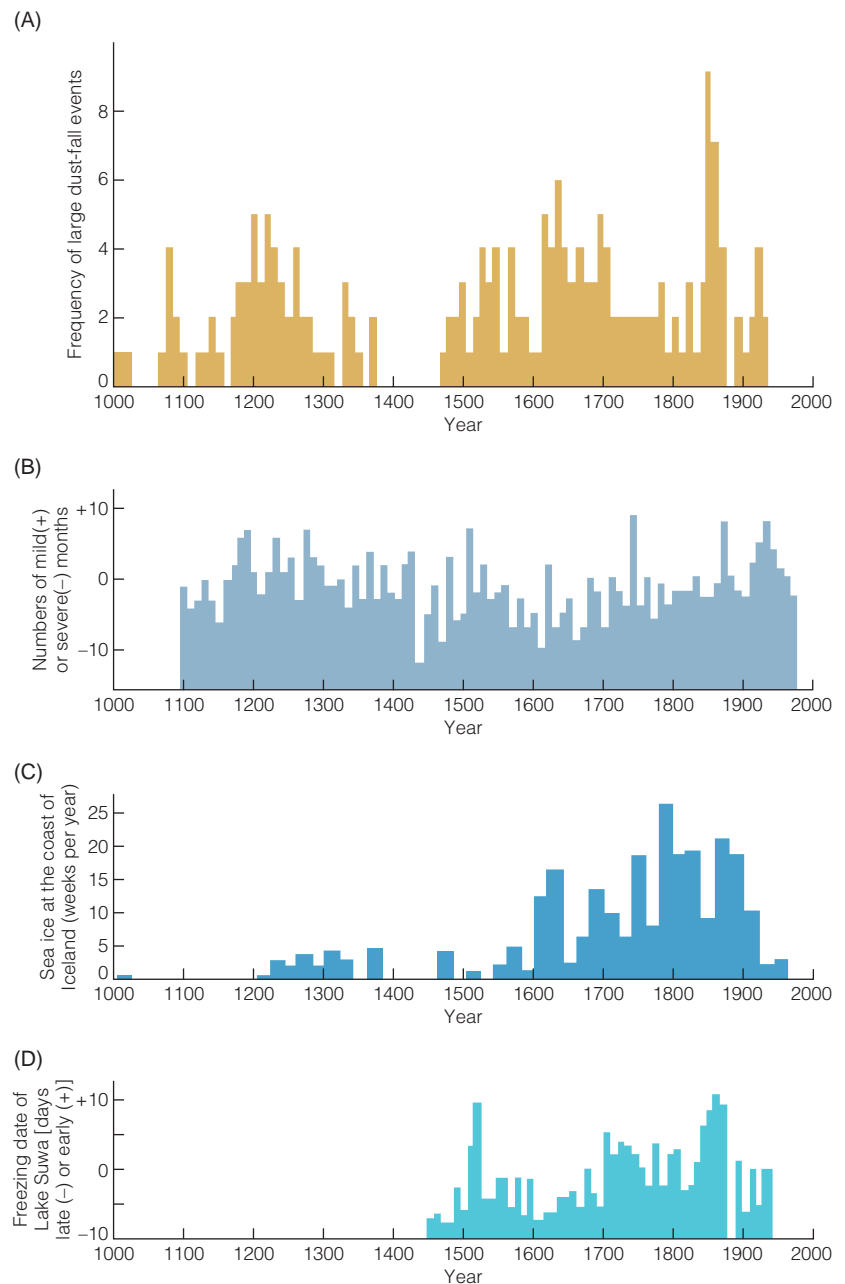 (A)
Frequency of large dust-fall events
8
6
4
2
0
1000 1100 1200 1300 1400 1500 1600 1700 1800 1900 2000
Year
(B)
Numbers of mild(+)
or severe(−) months
+10
0
−10
1000 1100 1200 1300 1400 1500 1600 1700 1800 1900 2000
Year
(C)
Sea ice at the coast of
Iceland (weeks per year)
25
20
15
10
5
0
1000 1100 1200 1300 1400 1500 1600 1700 1800 1900 2000
Year
(D)
Freezing date of
Lake Suwa [days
late (−) or early (+)]
+10
0
−10
1000 1100 1200 1300 1400 1500 1600 1700 1800 1900 2000
Year